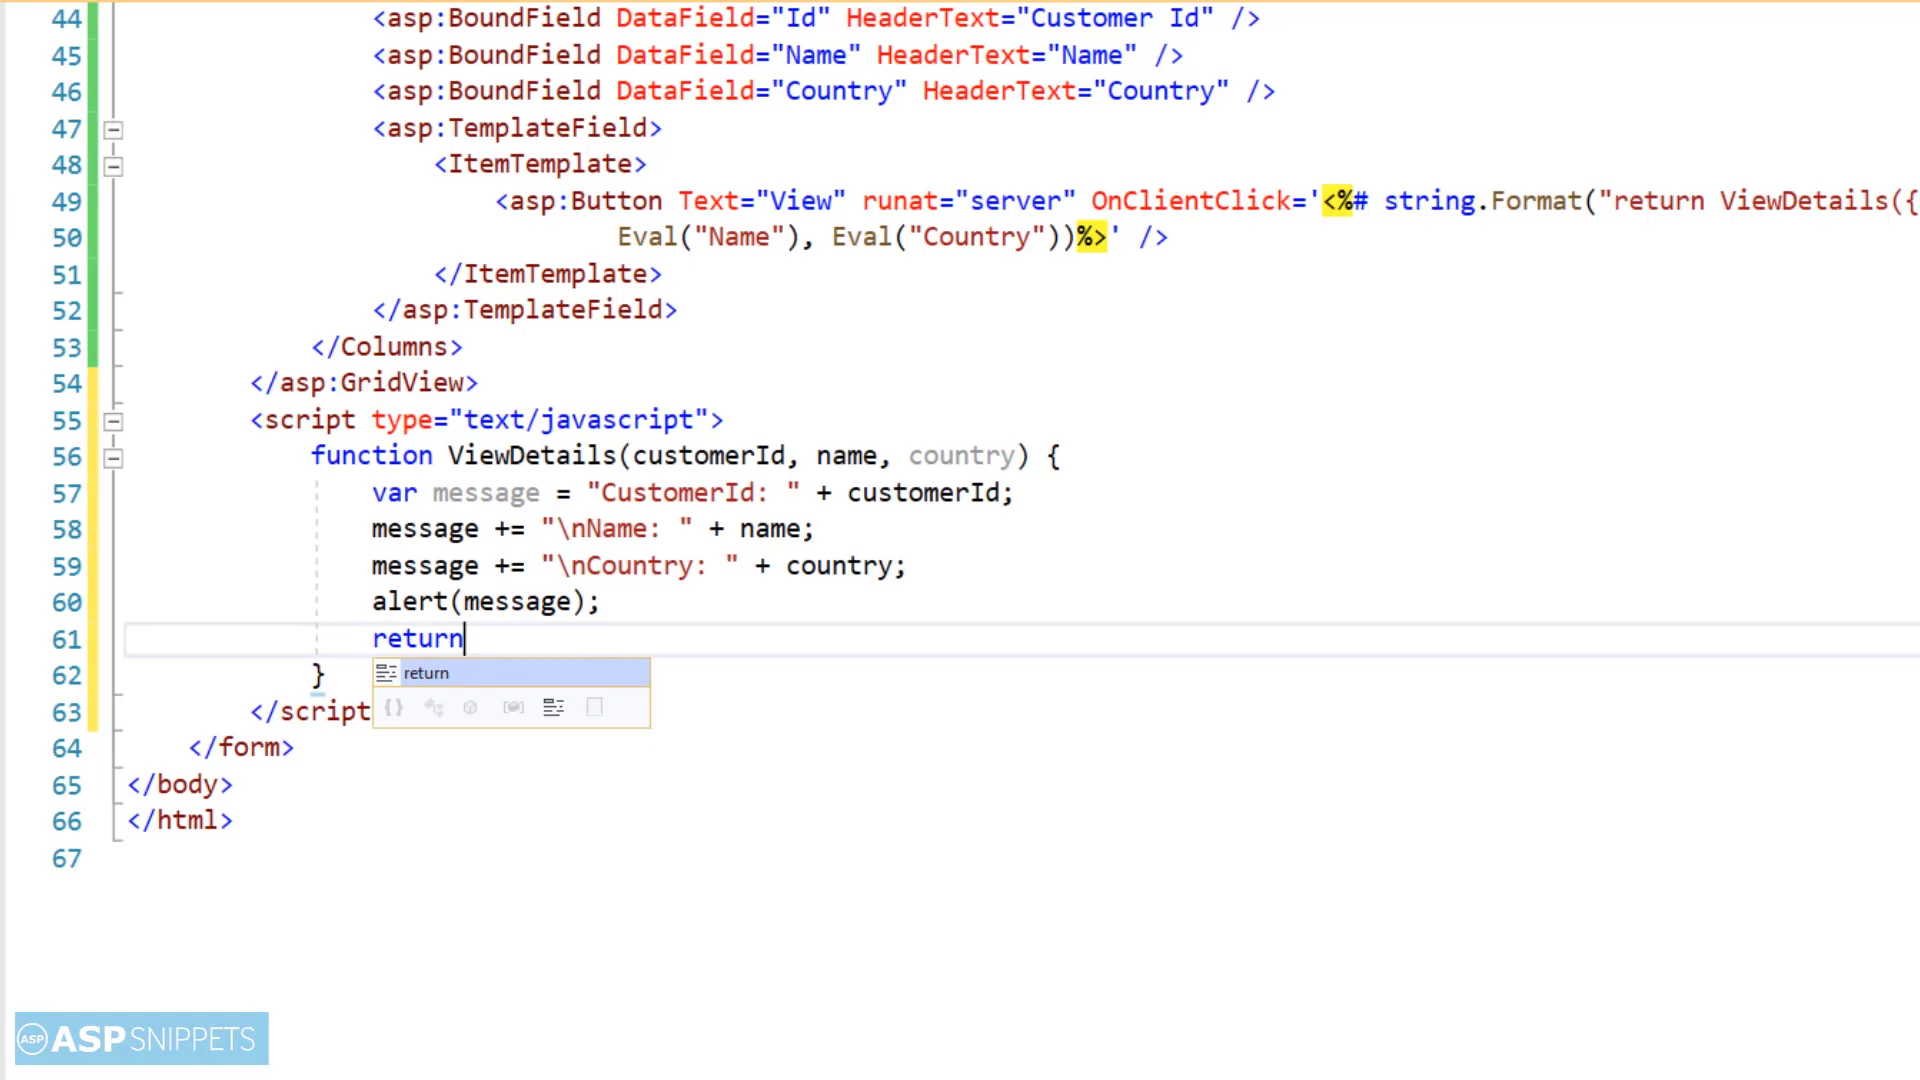 44 <asp:BoundField DataField="Id" HeaderText="Customer Id" />
45 <asp:BoundField DataField="Name" HeaderText="Name" />
46 <asp:BoundField DataField="Country" HeaderText="Country" />
47 <asp:TemplateField>
48 <ItemTemplate>
49 <asp:Button Text="View" runat="server" OnClientClick='<%# string.Format("return ViewDetails({
50 Eval("Name"), Eval("Country"))%>' />
51 </ItemTemplate>
52 </asp:TemplateField>
53 </Columns>
54 </asp:GridView>
55 <script type="text/javascript">
56 function ViewDetails(customerId, name, country) {
57 var message = "CustomerId: " + customerId;
58 message += "\nName: " + name;
59 message += "\nCountry: " + country;
60 alert(message);
61 return
62 }
return
63 </script
64 </form>
65 </body>
66 </html>
67
ASP ASPSNIPPETS